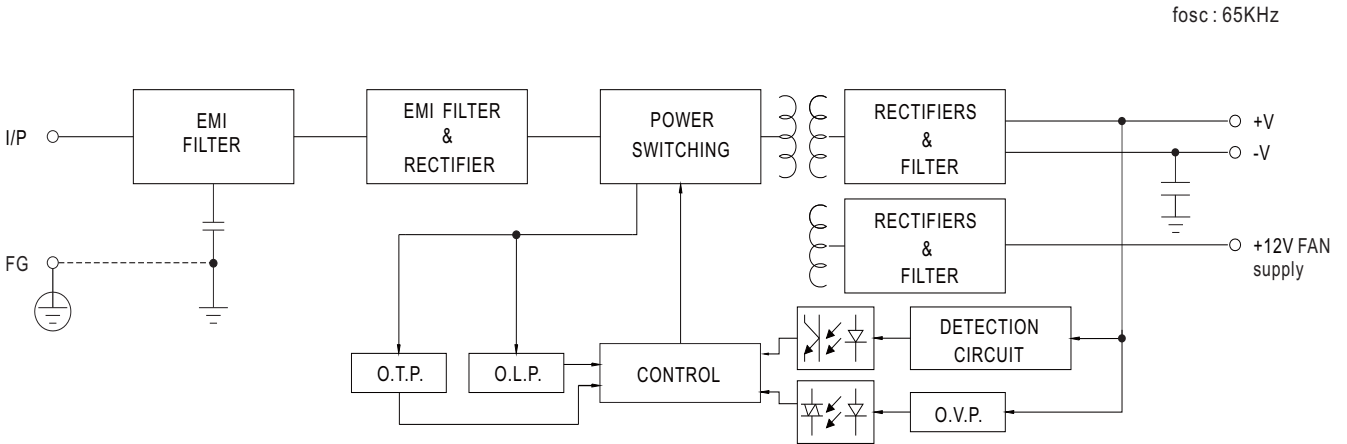 fosc : 65KHz
I/P
EMI
FILTER
EMI FILTER
&
RECTIFIER
POWER
SWITCHING
RECTIFIERS
&
FILTER
+V
-V
RECTIFIERS
&
FILTER
+12V FAN
supply
FG
O.T.P.
O.L.P.
CONTROL
DETECTION
CIRCUIT
O.V.P.